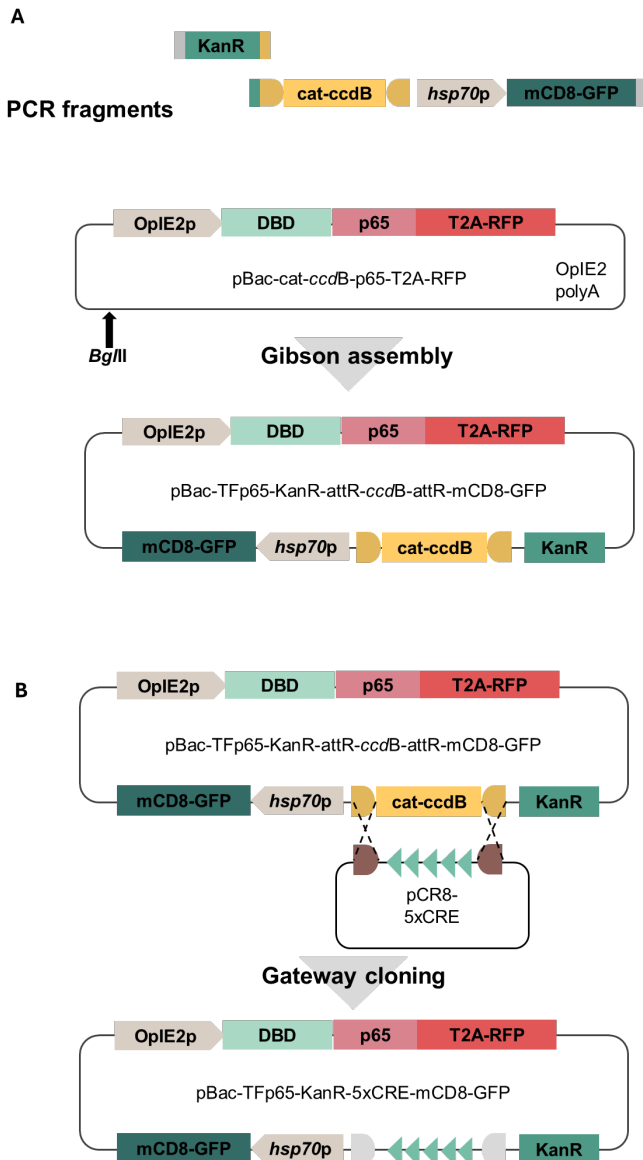 A
KanR
cat-ccdB hsp70p mCD8-GFP
PCR fragments
OpIE2p DBD p65 T2A-RFP
pBac-cat-ccdB-p65-T2A-RFP
OpIE2
polyA
BglII
Gibson assembly
OpIE2p DBD p65 T2A-RFP
pBac-TFp65-KanR-attR-ccdB-attR-mCD8-GFP
mCD8-GFP hsp70p cat-ccdB KanR
B
OpIE2p DBD p65 T2A-RFP
pBac-TFp65-KanR-attR-ccdB-attR-mCD8-GFP
mCD8-GFP hsp70p cat-ccdB KanR
pCR8-
5xCRE
Gateway cloning
OpIE2p DBD p65 T2A-RFP
pBac-TFp65-KanR-5xCRE-mCD8-GFP
mCD8-GFP hsp70p KanR